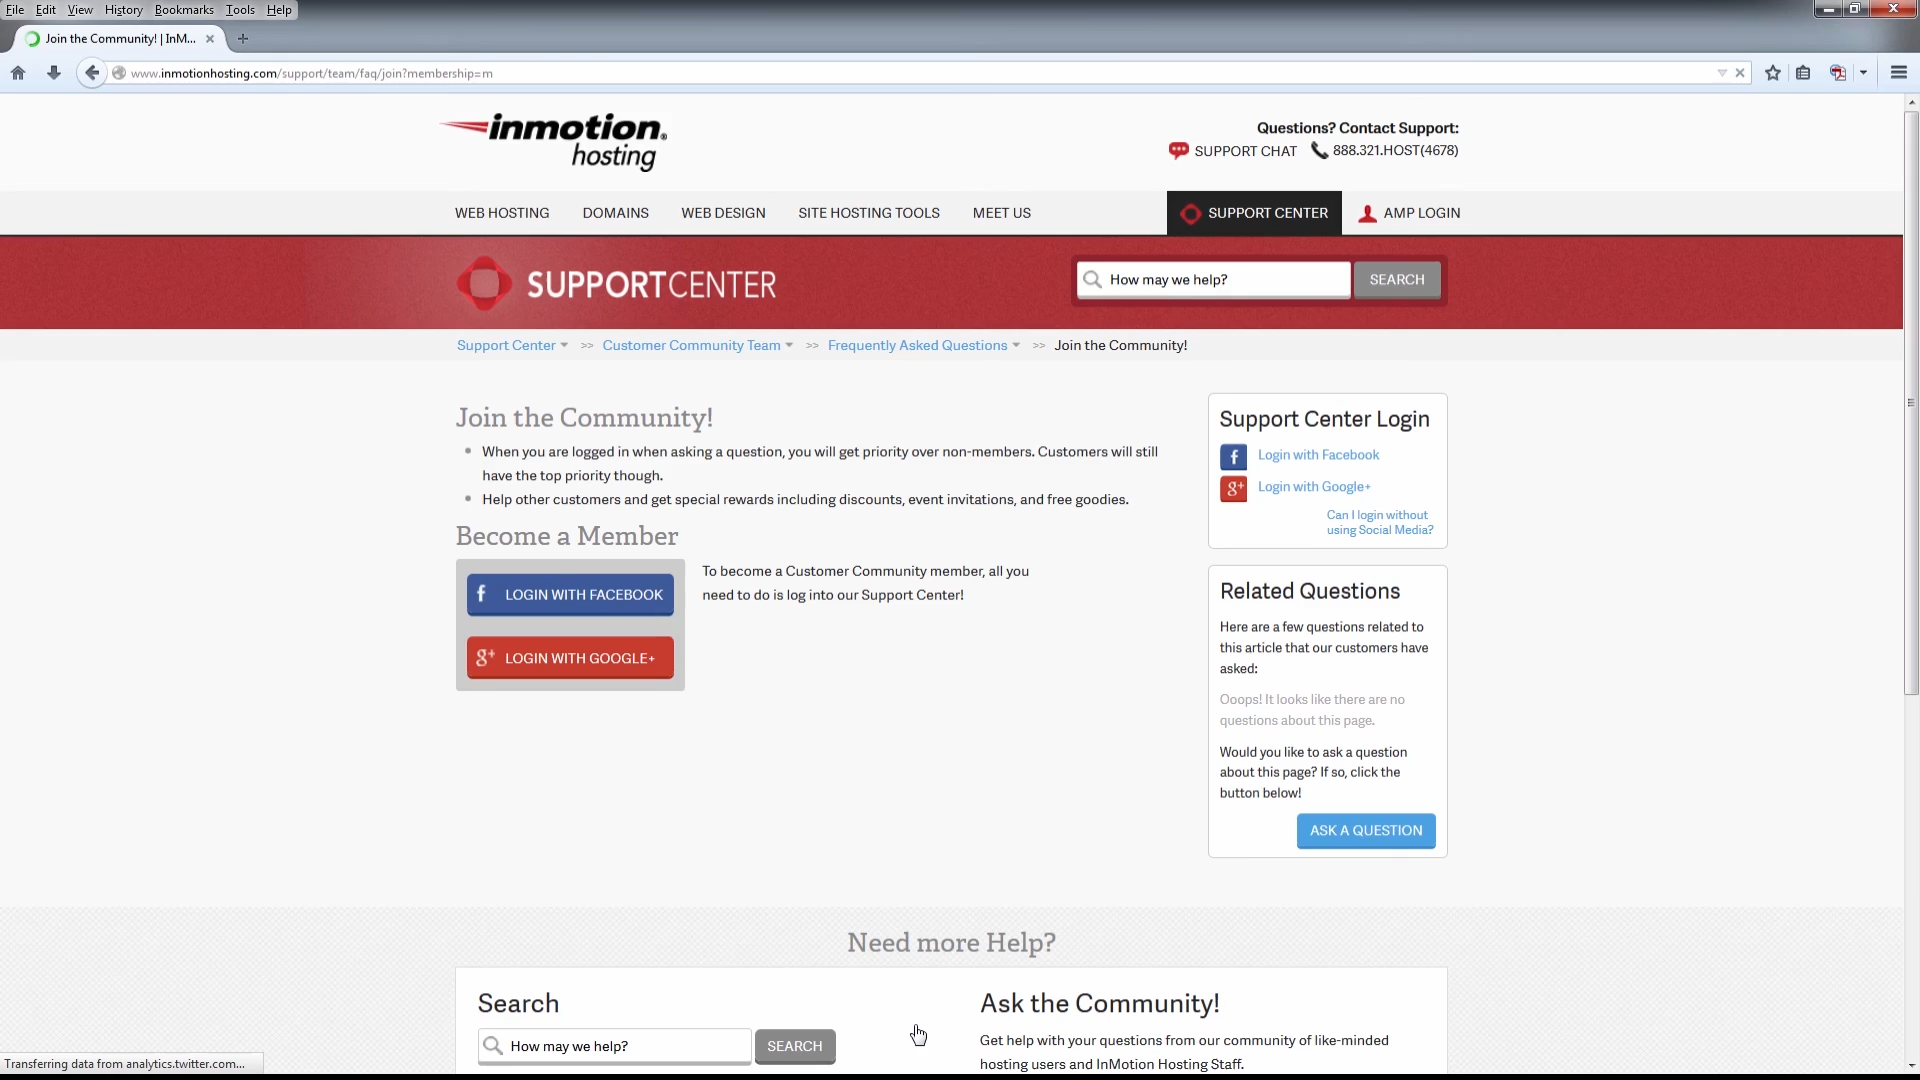 File Edit View History Bookmarks Tools Help
Join the Community! | InM...
www.inmotionhosting.com/support/team/faq/join?membership=m
inmotion® hosting
Questions? Contact Support:
SUPPORT CHAT 888.321.HOST(4678)
WEB HOSTING DOMAINS WEB DESIGN SITE HOSTING TOOLS MEET US SUPPORT CENTER AMP LOGIN
SUPPORTCENTER
How may we help? SEARCH
Support Center >> Customer Community Team >> Frequently Asked Questions >> Join the Community!
Join the Community!
When you are logged in when asking a question, you will get priority over non-members. Customers will still
have the top priority though.
Help other customers and get special rewards including discounts, event invitations, and free goodies.
Become a Member
f LOGIN WITH FACEBOOK
g+ LOGIN WITH GOOGLE+
To become a Customer Community member, all you
need to do is log into our Support Center!
Support Center Login
f Login with Facebook
g+ Login with Google+
Can I login without
using Social Media?
Related Questions
Here are a few questions related to
this article that our customers have
asked:
Ooops! It looks like there are no
questions about this page.
Would you like to ask a question
about this page? If so, click the
button below!
ASK A QUESTION
Need more Help?
Search
How may we help? SEARCH
Ask the Community!
Get help with your questions from our community of like-minded
hosting users and InMotion Hosting Staff.
Transferring data from analytics.twitter.com...